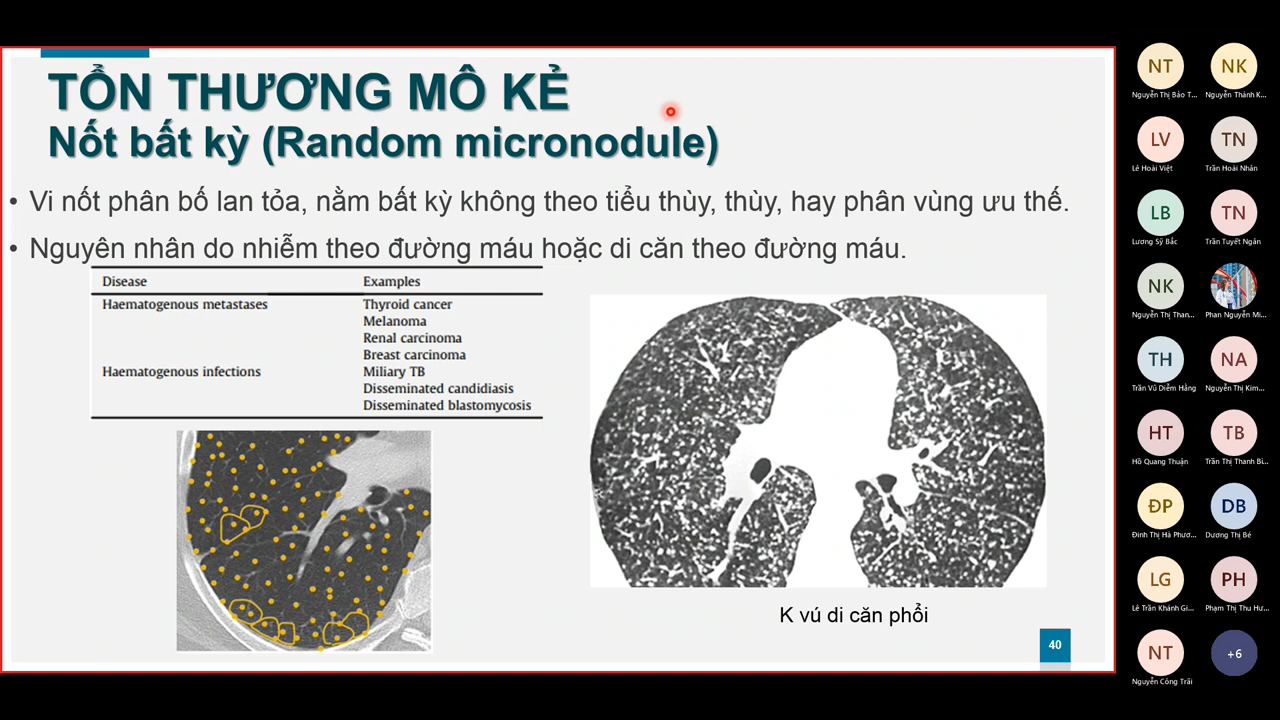 TỔN THƯƠNG MÔ KẺ
Nốt bất kỳ (Random micronodule)
• Vi nốt phân bố lan tỏa, nằm bất kỳ không theo tiểu thùy, thùy, hay phân vùng ưu thế.
• Nguyên nhân do nhiễm theo đường máu hoặc di căn theo đường máu.
Disease Examples
Haematogenous metastases Thyroid cancer
Melanoma
Renal carcinoma
Breast carcinoma
Haematogenous infections Miliary TB
Disseminated candidiasis
Disseminated blastomycosis
K vú di căn phổi
40
NT NK
Nguyễn Thị Bảo T... Nguyễn Thành K...
LV TN
Lê Hoài Việt Trần Hoài Nhân
LB TN
Lương Sỹ Bắc Trần Tuyết Ngân
NK
Nguyễn Thị Than... Phan Nguyễn Mi...
TH NA
Trần Vũ Diễm Hằng Nguyễn Thị Kim...
HT TB
Hồ Quang Thuận Trần Thị Thanh Bì...
ĐP DB
Đinh Thị Hà Phươ... Dương Thị Bé
LG PH
Lê Trần Khánh Gi... Phạm Thị Thu Hư...
NT +6
Nguyễn Công Trãi